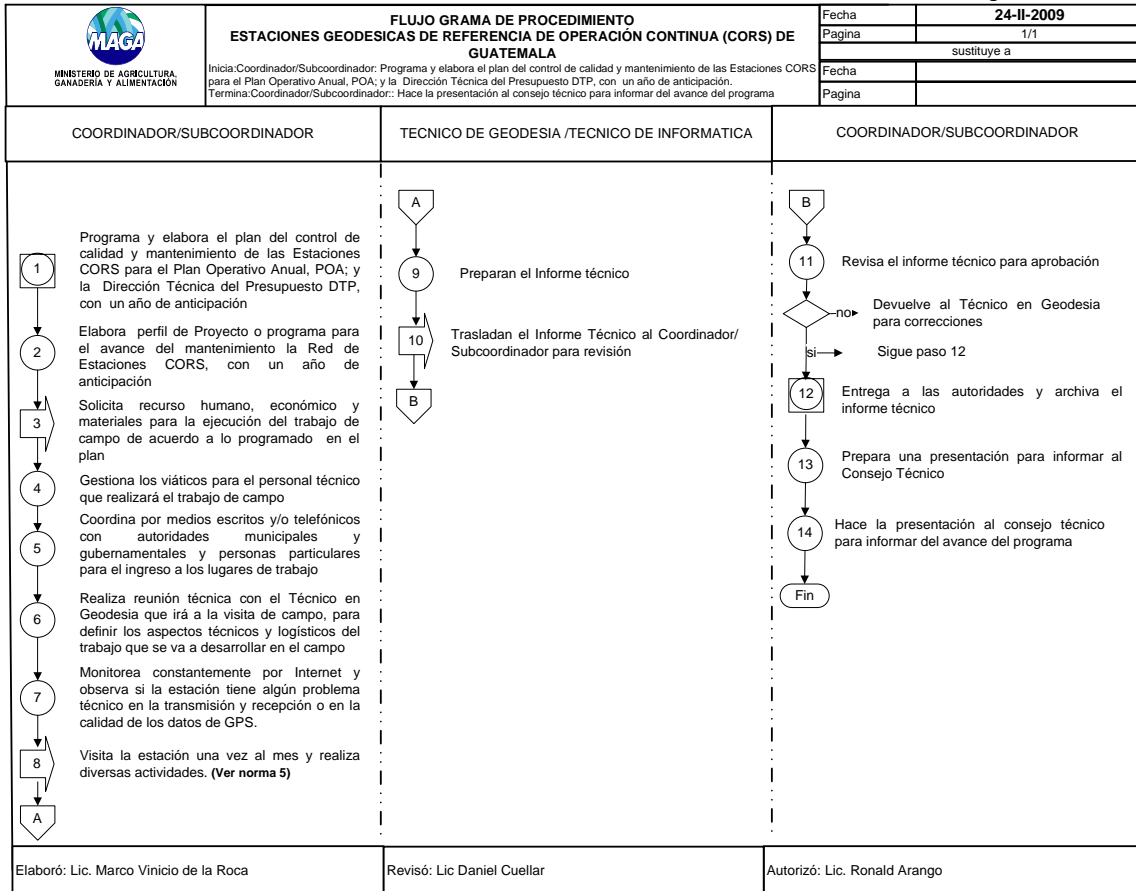 MAGA
MINISTERIO DE AGRICULTURA,
GANADERÍA Y ALIMENTACIÓN
FLUJO GRAMA DE PROCEDIMIENTO
ESTACIONES GEODESICAS DE REFERENCIA DE OPERACIÓN CONTINUA (CORS) DE
GUATEMALA
Inicia:Coordinador/Subcoordinador: Programa y elabora el plan del control de calidad y mantenimiento de las Estaciones CORS
para el Plan Operativo Anual, POA; y la Dirección Técnica del Presupuesto DTP, con un año de anticipación.
Termina:Coordinador/Subcoordinador:: Hace la presentación al consejo técnico para informar del avance del programa
Fecha 24-II-2009
Pagina 1/1
sustituye a
Fecha
Pagina
COORDINADOR/SUBCOORDINADOR
TECNICO DE GEODESIA /TECNICO DE INFORMATICA
COORDINADOR/SUBCOORDINADOR
1
Programa y elabora el plan del control de
calidad y mantenimiento de las Estaciones
CORS para el Plan Operativo Anual, POA; y
la Dirección Técnica del Presupuesto DTP,
con un año de anticipación
2
Elabora perfil de Proyecto o programa para
el avance del mantenimiento la Red de
Estaciones CORS, con un año de
anticipación
3
Solicita recurso humano, económico y
materiales para la ejecución del trabajo de
campo de acuerdo a lo programado en el
plan
4
Gestiona los viáticos para el personal técnico
que realizará el trabajo de campo
5
Coordina por medios escritos y/o telefónicos
con autoridades municipales y
gubernamentales y personas particulares
para el ingreso a los lugares de trabajo
6
Realiza reunión técnica con el Técnico en
Geodesia que irá a la visita de campo, para
definir los aspectos técnicos y logísticos del
trabajo que se va a desarrollar en el campo
7
Monitorea constantemente por Internet y
observa si la estación tiene algún problema
técnico en la transmisión y recepción o en la
calidad de los datos de GPS.
8
Visita la estación una vez al mes y realiza
diversas actividades. (Ver norma 5)
A
A
9
Preparan el Informe técnico
10
Trasladan el Informe Técnico al Coordinador/
Subcoordinador para revisión
B
B
11
Revisa el informe técnico para aprobación
no
Devuelve al Técnico en Geodesia
para correcciones
si
Sigue paso 12
12
Entrega a las autoridades y archiva el
informe técnico
13
Prepara una presentación para informar al
Consejo Técnico
14
Hace la presentación al consejo técnico
para informar del avance del programa
Fin
Elaboró: Lic. Marco Vinicio de la Roca
Revisó: Lic Daniel Cuellar
Autorizó: Lic. Ronald Arango